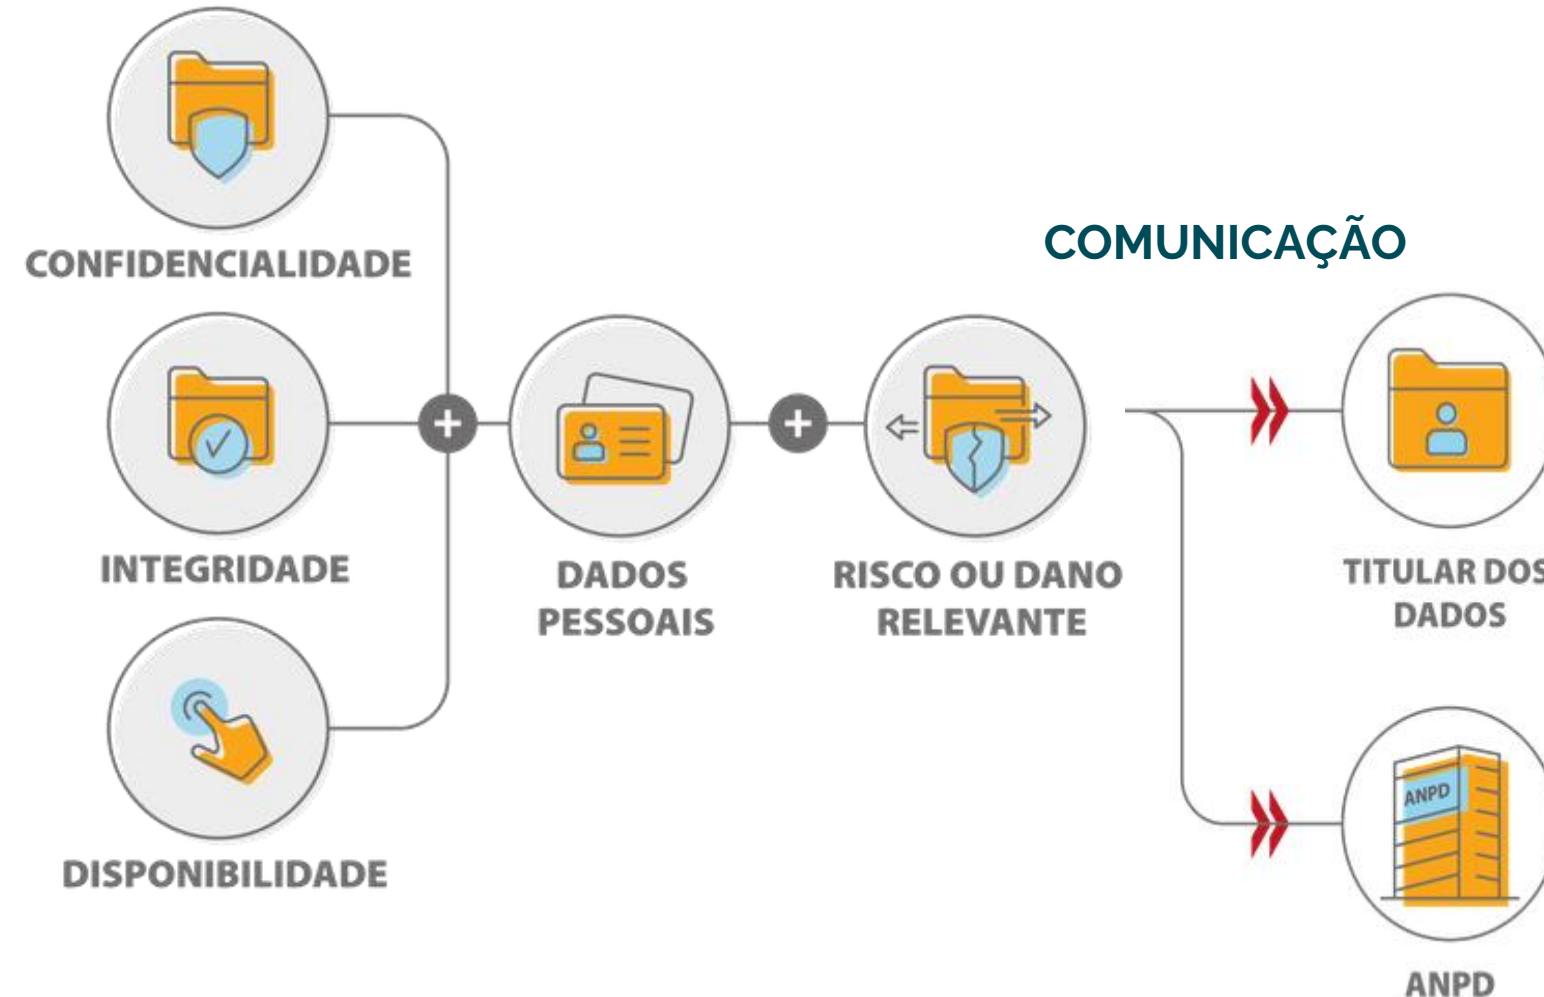 CONFIDENCIALIDADE
COMUNICAÇÃO
INTEGRIDADE
DADOS
PESSOAIS
RISCO OU DANO
RELEVANTE
TITULAR DOS
DADOS
DISPONIBILIDADE
ANPD
ANPD